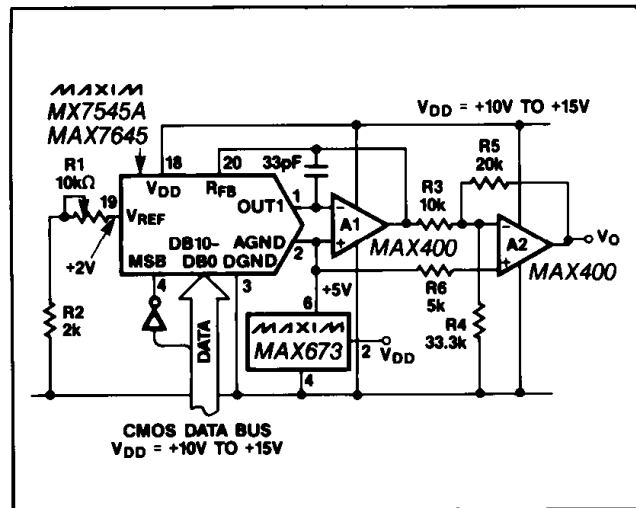 MAXIM
MX7545A
MAX7645
R1
10kΩ
19
+2V
R2
2k
18
VDD
20
RFB
33pF
VREF
OUT1
1
DB10-
DB0
AGND
2
MSB
DGND
4
3
DATA
A1
MAX400
+5V
6
MAXIM
MAX673
2
VDD
4
VDD = +10V TO +15V
R5
20k
R3
10k
A2
MAX400
VO
R6
5k
R4
33.3k
CMOS DATA BUS
VDD = +10V TO +15V